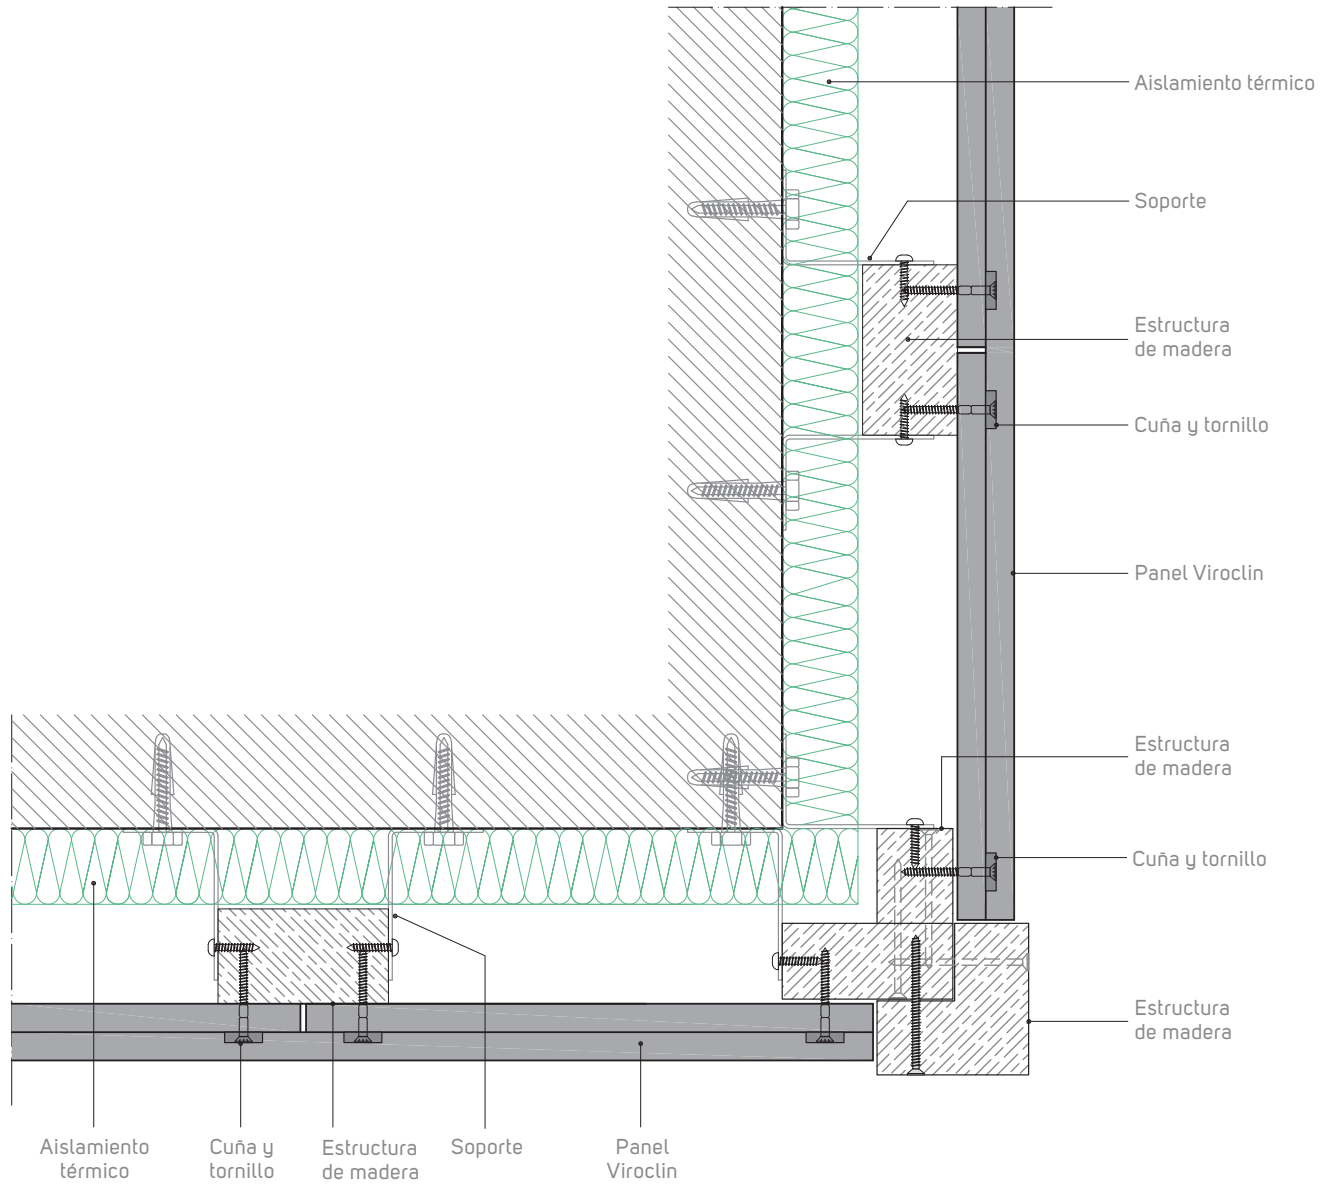 Aislamiento térmico
Soporte
Estructura
de madera
Cuña y tornillo
Panel Viroclin
Estructura
de madera
Cuña y tornillo
Estructura
de madera
Aislamiento
térmico
Cuña y
tornillo
Estructura
de madera
Soporte
Panel
Viroclin